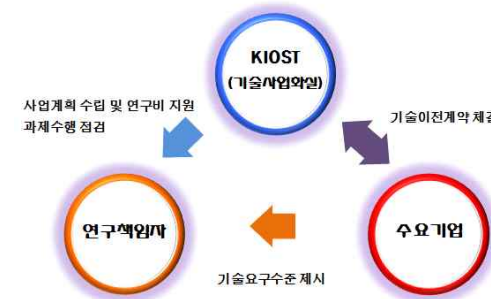 KIOST
(기술사업화실)
사업계획 수립 및 연구비 지원
과제수행 점검
기술이전계약 체결
연구책임자
수요기업
기술요구수준 제시